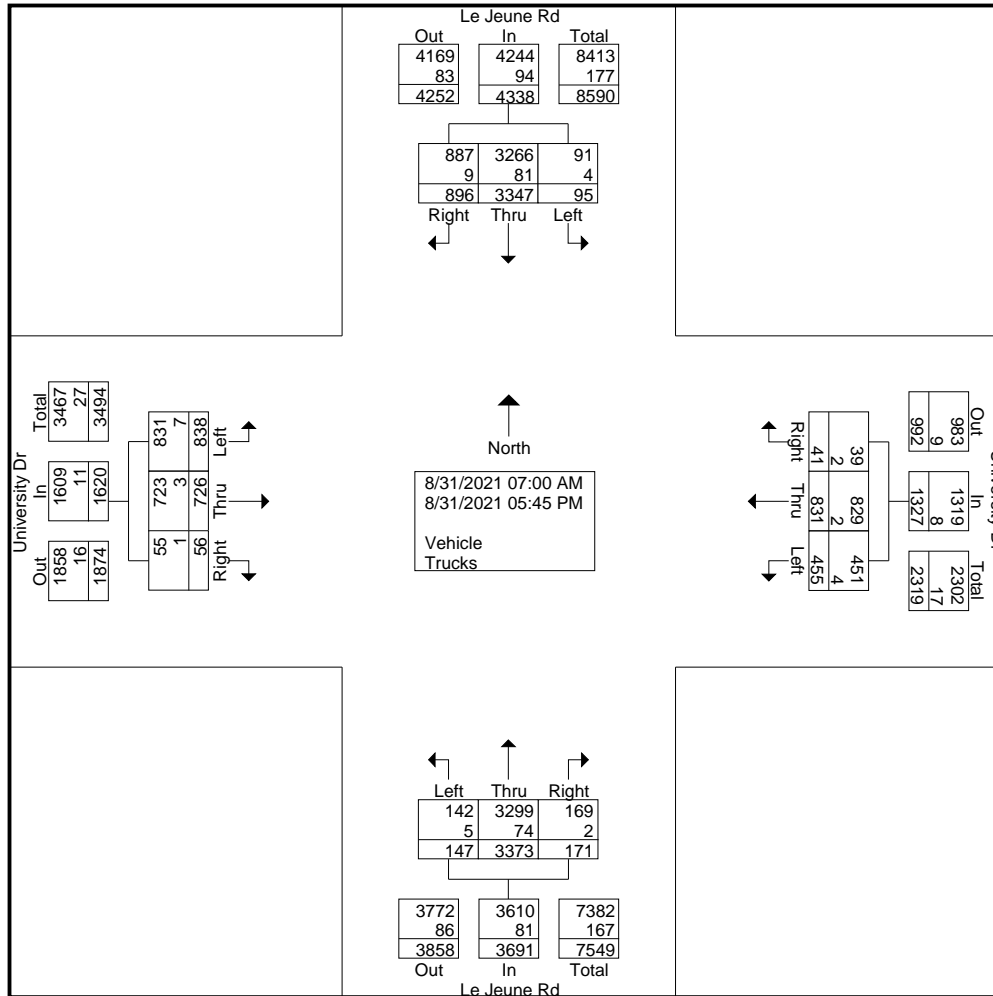 Le Jeune Rd
Out In Total
4169 4244 8413
83 94 177
4252 4338 8590
887 3266 91
9 81 4
896 3347 95
Right Thru Left
University Dr
Total In Out
3467 1609 1858
27 11 16
3494 1620 1874
831 723 55
7 3 1
838 726 56
Left Thru Right
North
8/31/2021 07:00 AM
8/31/2021 05:45 PM
Vehicle
Trucks
Right Thru Left
39 829 451
2 2 4
41 831 455
Out In Total
983 1319 2302
9 8 17
992 1327 2319
Left Thru Right
142 3299 169
5 74 2
147 3373 171
3772 3610 7382
86 81 167
3858 3691 7549
Out In Total
Le Jeune Rd